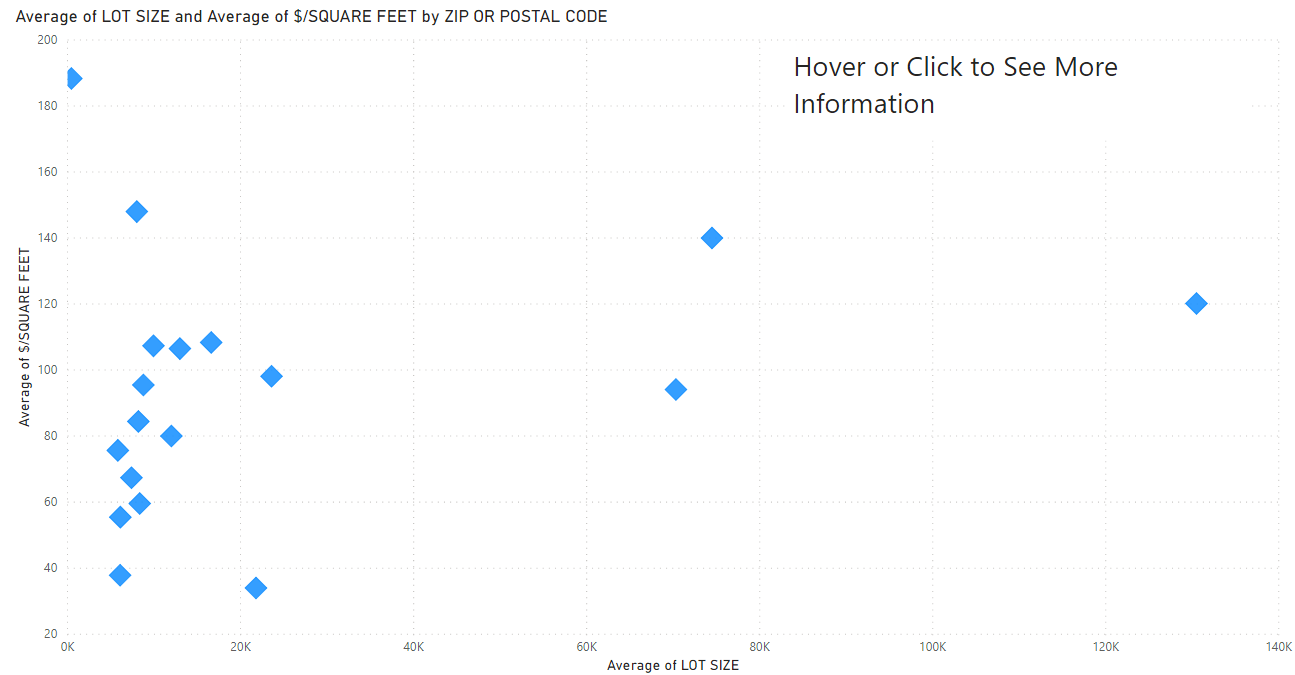 Average of LOT SIZE and Average of $/SQUARE FEET by ZIP OR POSTAL CODE
Hover or Click to See More
Information
Average of $/SQUARE FEET
200
180
160
140
120
100
80
60
40
20
0K
20K
40K
60K
80K
100K
120K
140K
Average of LOT SIZE